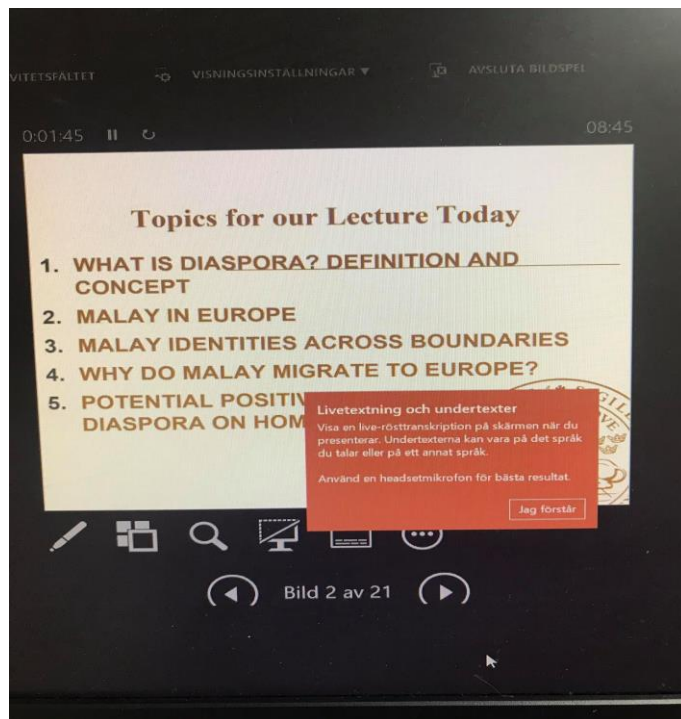 VITETSFÄLTET VISNINGSINSTÄLLNINGAR ▼ AVSLUTA BILDSPEL
0:01:45 08:45
Topics for our Lecture Today
1. WHAT IS DIASPORA? DEFINITION AND
CONCEPT
2. MALAY IN EUROPE
3. MALAY IDENTITIES ACROSS BOUNDARIES
4. WHY DO MALAY MIGRATE TO EUROPE?
5. POTENTIAL POSITIV
DIASPORA ON HOM
Livetextning och undertexter
Visa en live-rösttranskription på skärmen när du
presenterar. Undertexterna kan vara på det språk
du talar eller på ett annat språk.
Använd en headsetmikrofon för bästa resultat.
Jag förstår
Bild 2 av 21